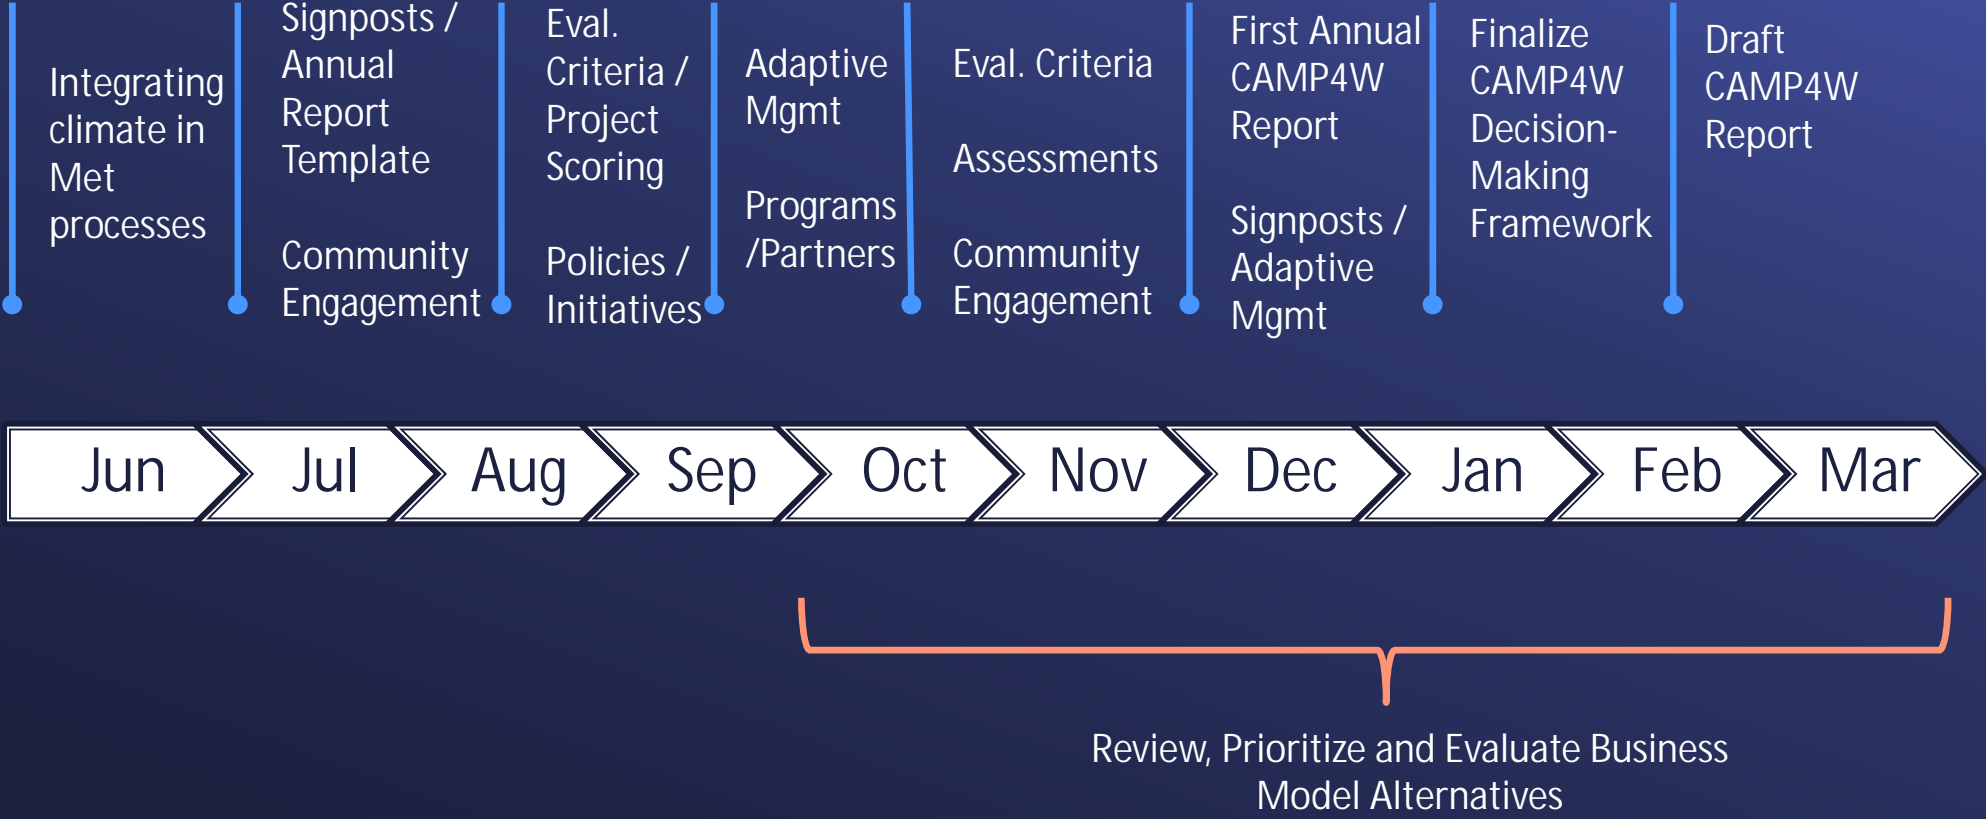 Integrating
climate in
Met
processes
Signposts /
Annual
Report
Template
Community
Engagement
Eval.
Criteria /
Project
Scoring
Policies /
Initiatives
Adaptive
Mgmt
Programs
/Partners
Eval. Criteria
Assessments
Community
Engagement
First Annual
CAMP4W
Report
Signposts /
Adaptive
Mgmt
Finalize
CAMP4W
Decision-
Making
Framework
Draft
CAMP4W
Report
Jun
Jul
Aug
Sep
Oct
Nov
Dec
Jan
Feb
Mar
Review, Prioritize and Evaluate Business
Model Alternatives